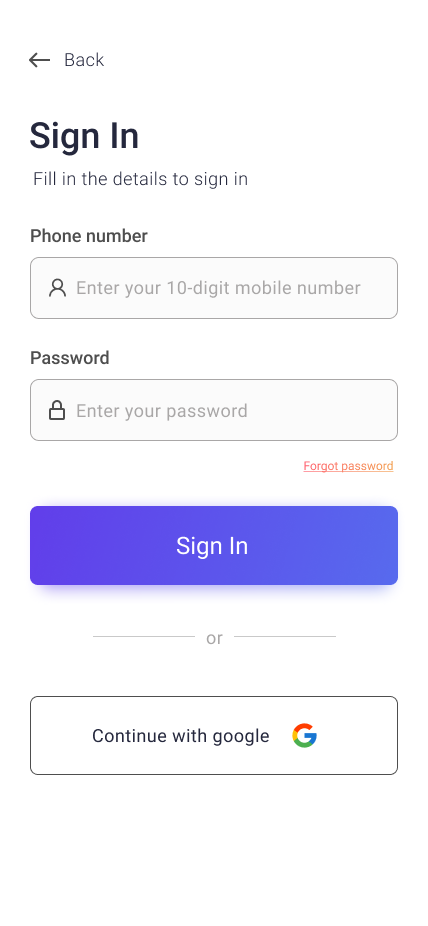 Back
Sign In
Fill in the details to sign in
Phone number
Enter your 10-digit mobile number
Password
Enter your password
Forgot password
Sign In
or
Continue with google